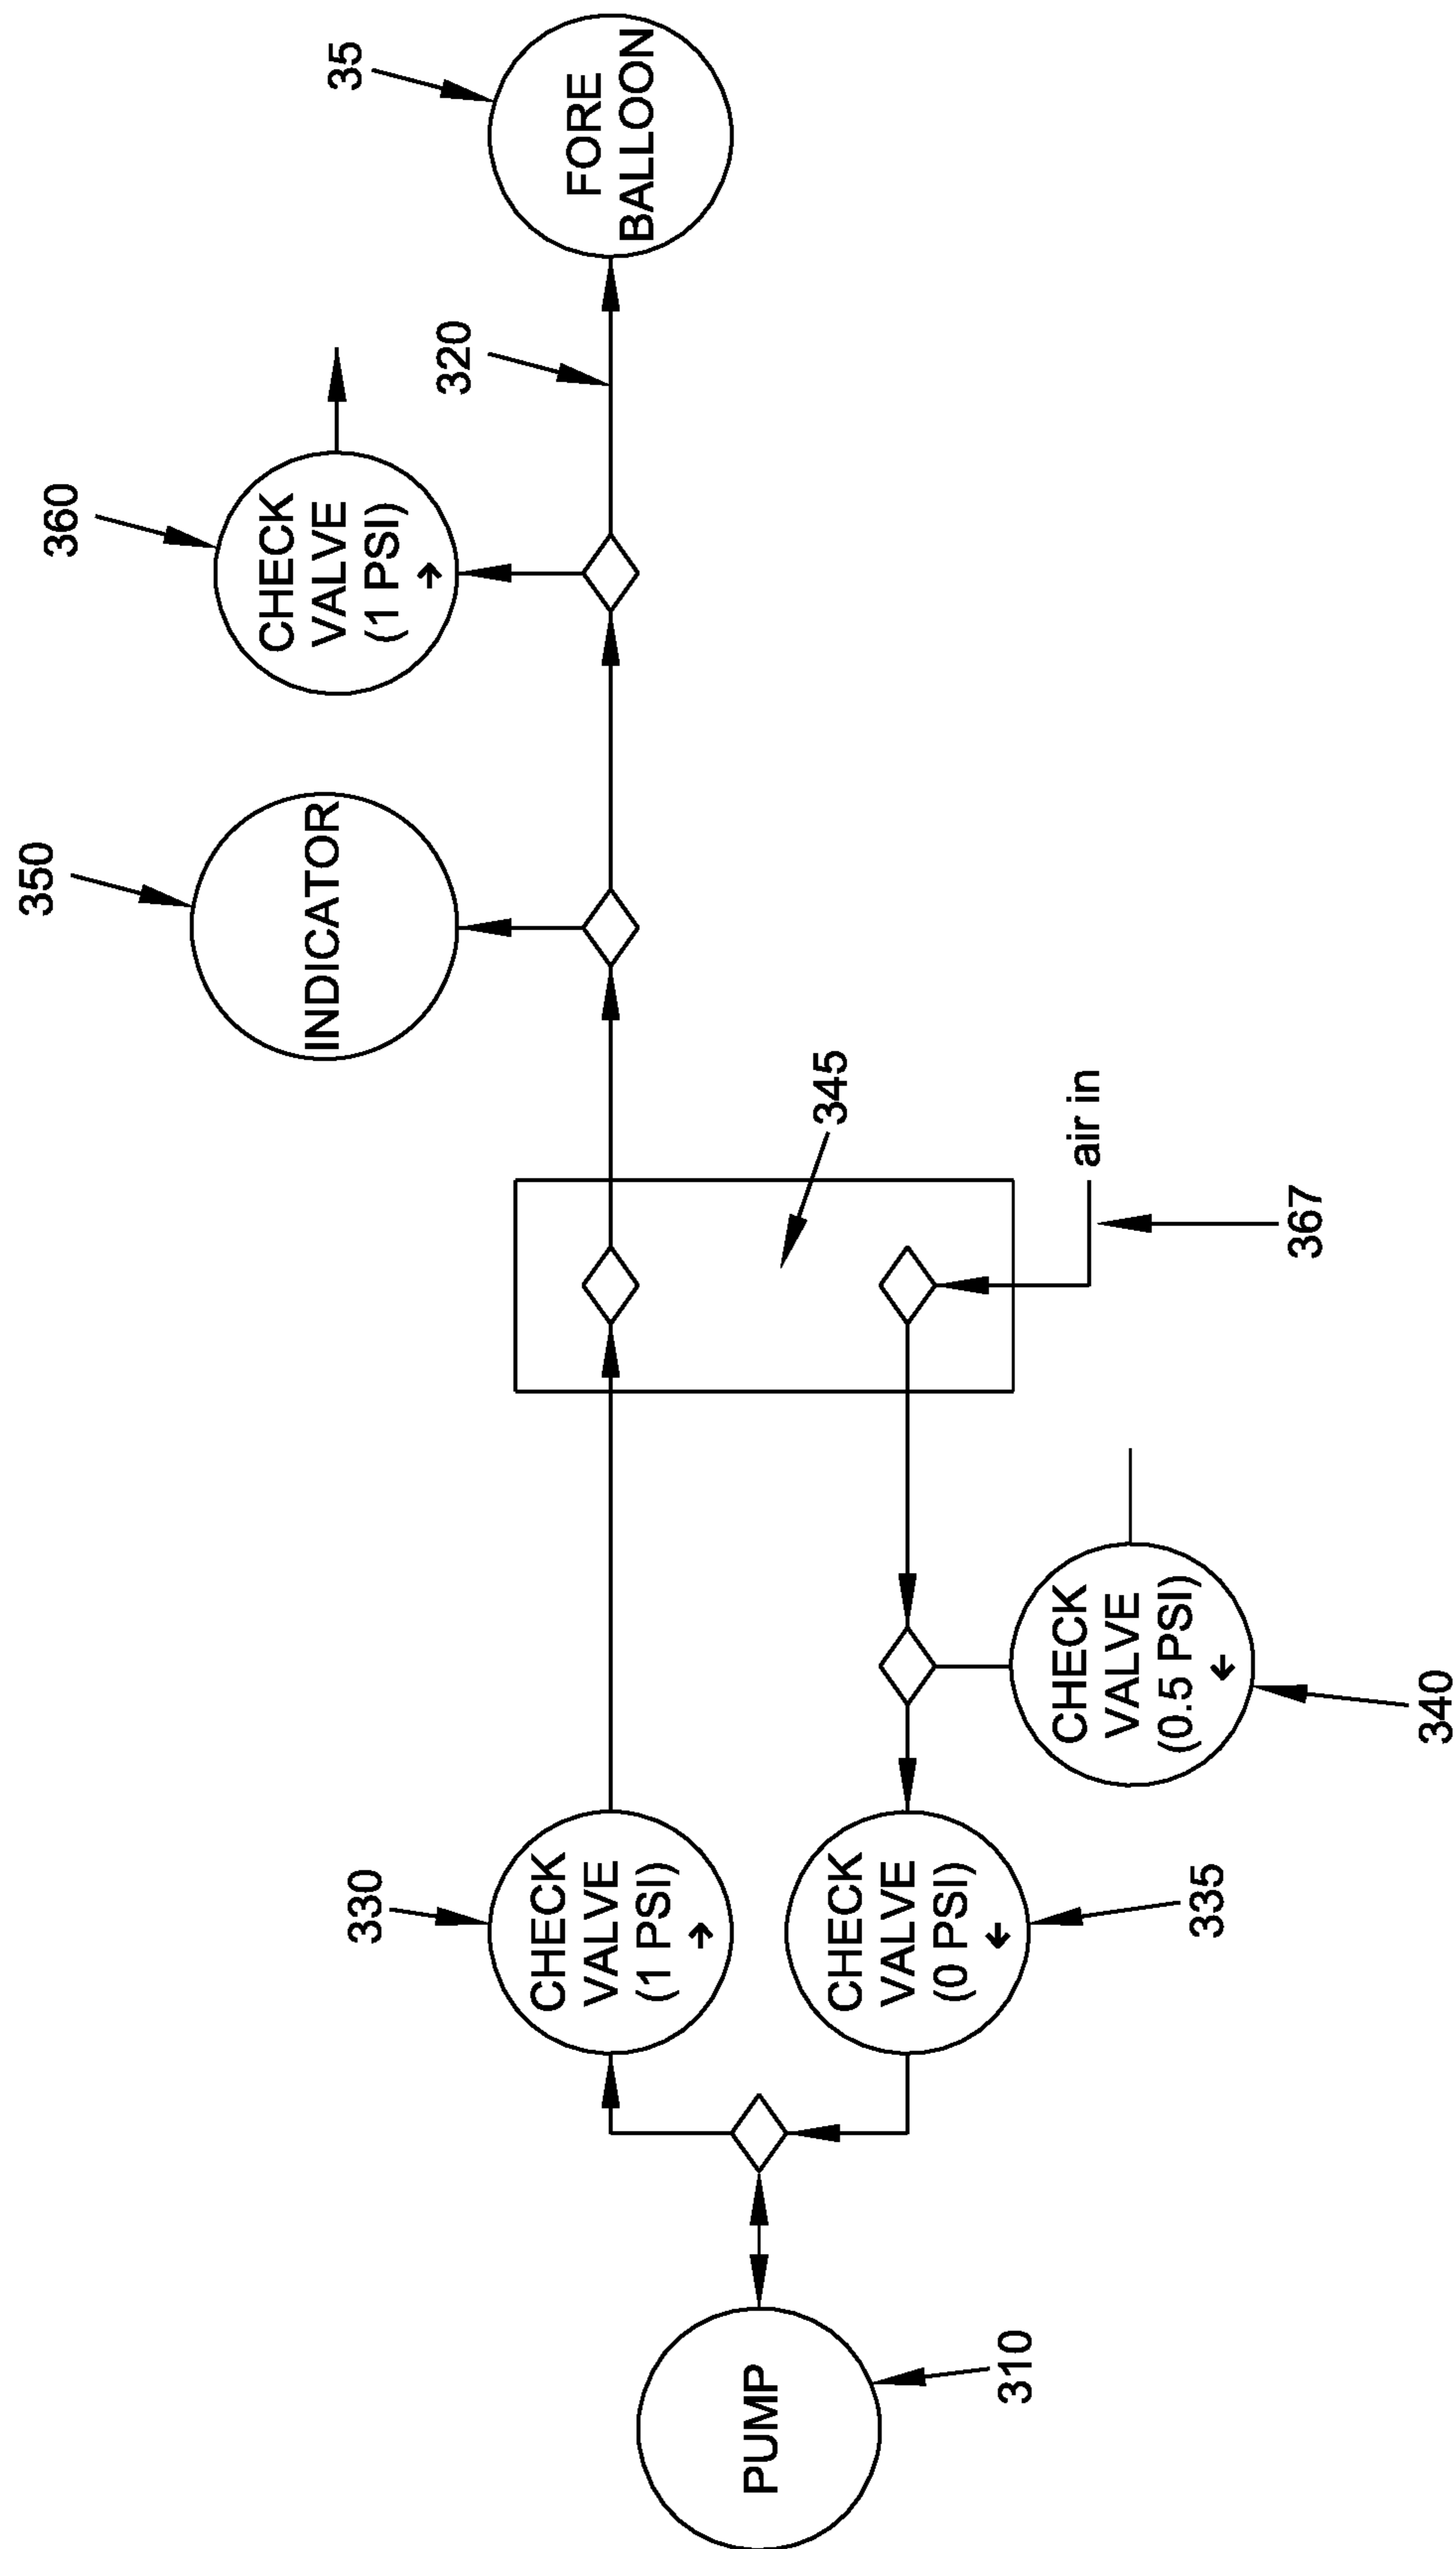 350
360
INDICATOR
CHECK
VALVE
(1 PSI)
→
35
330
320
CHECK
VALVE
(1 PSI)
→
FORE
BALLOON
PUMP
310
345
CHECK
VALVE
(0 PSI)
←
335
air in
367
CHECK
VALVE
(0.5 PSI)
←
340